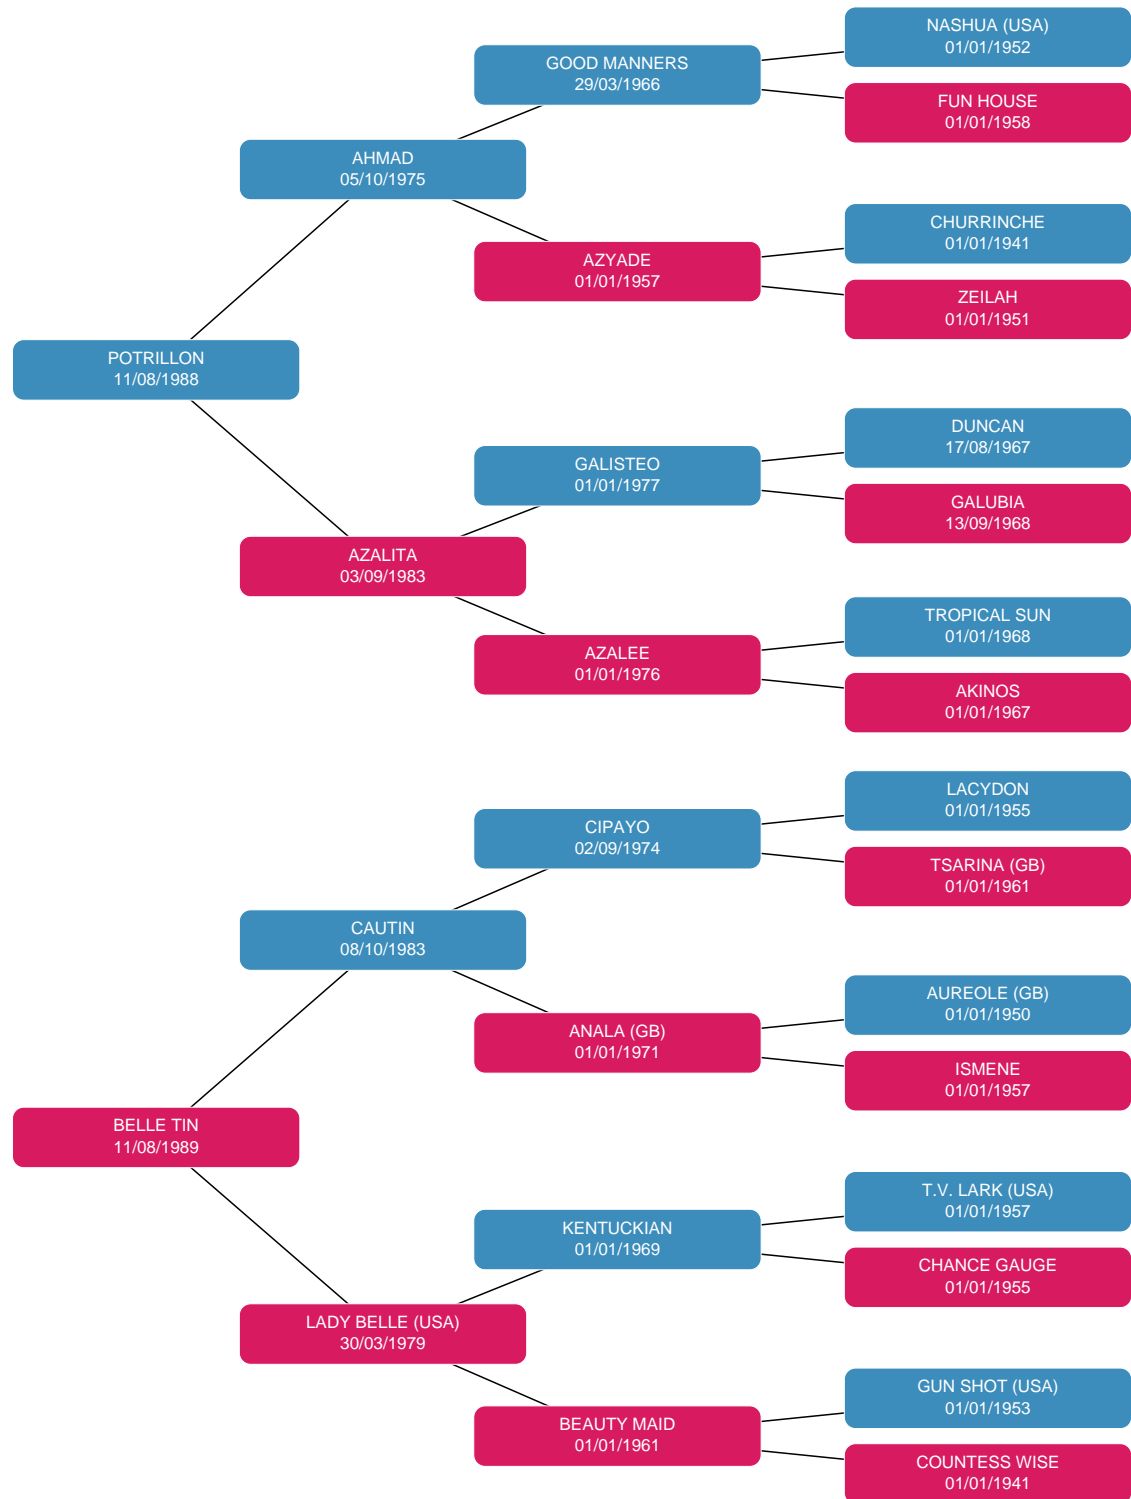 NASHUA (USA)
01/01/1952
GOOD MANNERS
29/03/1966
FUN HOUSE
01/01/1958
AHMAD
05/10/1975
CHURRINCHE
01/01/1941
AZYADE
01/01/1957
ZEILAH
01/01/1951
POTRILLON
11/08/1988
DUNCAN
17/08/1967
GALISTEO
01/01/1977
GALUBIA
13/09/1968
AZALITA
03/09/1983
TROPICAL SUN
01/01/1968
AZALEE
01/01/1976
AKINOS
01/01/1967
LACYDON
01/01/1955
CIPAYO
02/09/1974
TSARINA (GB)
01/01/1961
CAUTIN
08/10/1983
AUREOLE (GB)
01/01/1950
ANALA (GB)
01/01/1971
ISMENE
01/01/1957
BELLE TIN
11/08/1989
T.V. LARK (USA)
01/01/1957
KENTUCKIAN
01/01/1969
CHANCE GAUGE
01/01/1955
LADY BELLE (USA)
30/03/1979
GUN SHOT (USA)
01/01/1953
BEAUTY MAID
01/01/1961
COUNTESS WISE
01/01/1941